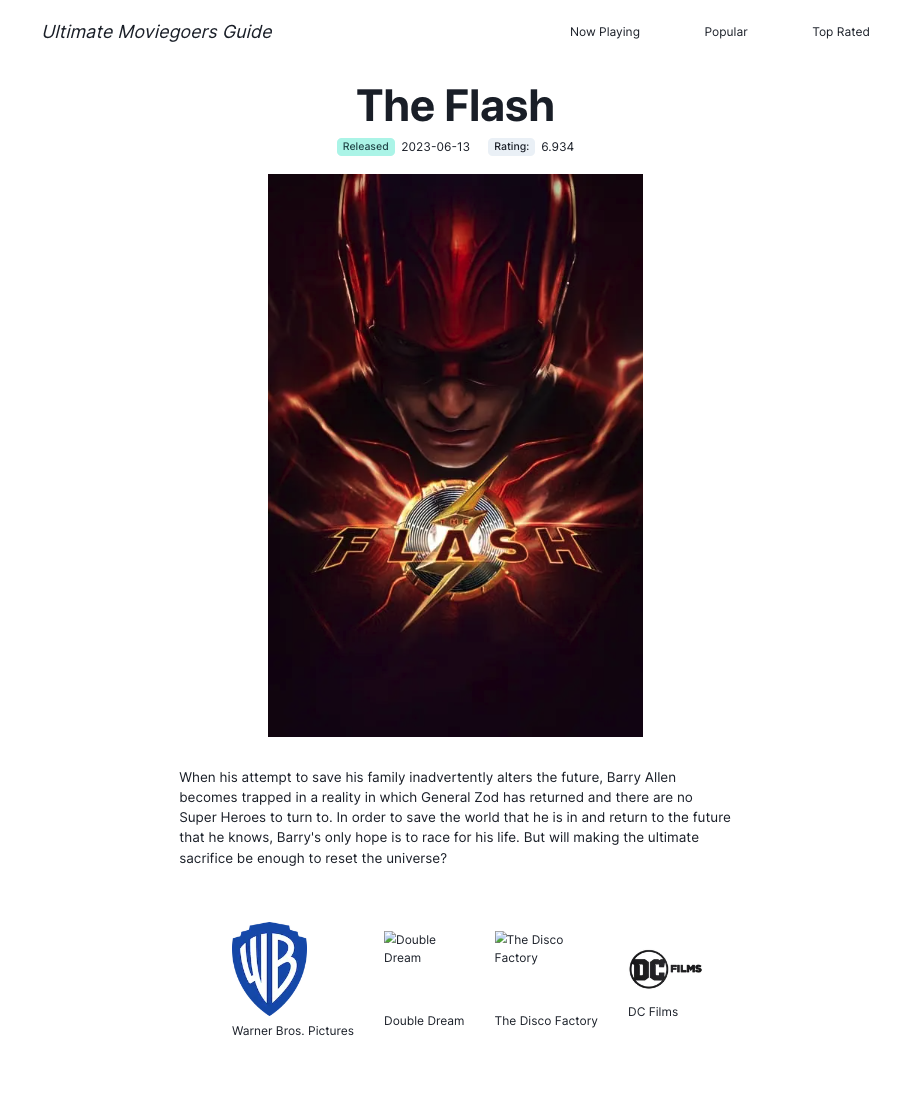 Ultimate Moviegoers Guide
Now Playing Popular Top Rated
The Flash
Released 2023-06-13 Rating: 6.934
THE
FLASH
When his attempt to save his family inadvertently alters the future, Barry Allen
becomes trapped in a reality in which General Zod has returned and there are no
Super Heroes to turn to. In order to save the world that he is in and return to the future
that he knows, Barry's only hope is to race for his life. But will making the ultimate
sacrifice be enough to reset the universe?
WB
Double
Dream
The Disco
Factory
DC FILMS
Warner Bros. Pictures
Double Dream
The Disco Factory
DC Films